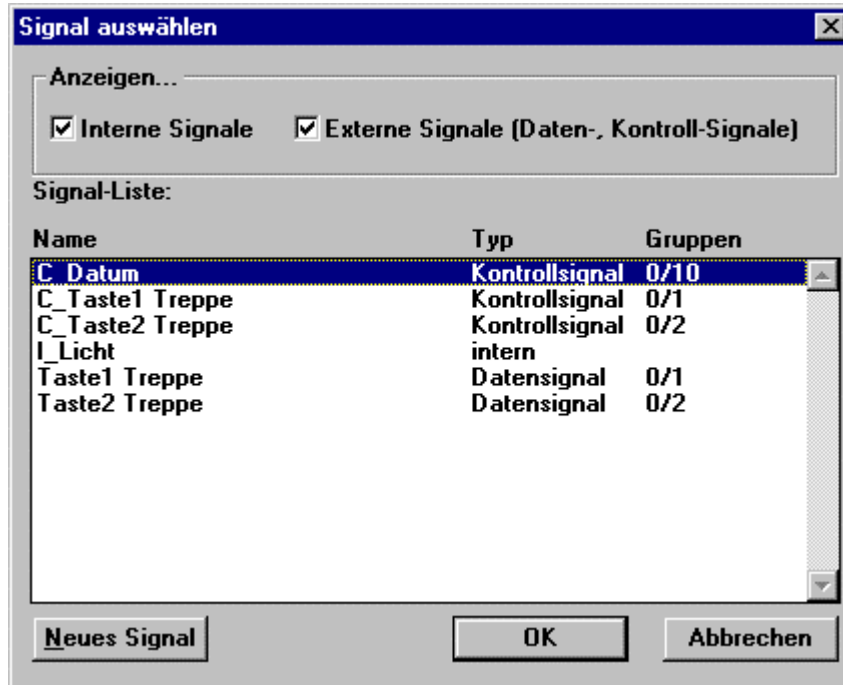 Signal auswählen
Anzeigen...
Interne Signale Externe Signale (Daten-, Kontroll-Signale)
Signal-Liste:
Name Typ Gruppen
C_Datum Kontrollsignal 0/10
C_Taste1 Treppe Kontrollsignal 0/1
C_Taste2 Treppe Kontrollsignal 0/2
I_Licht intern
Taste1 Treppe Datensignal 0/1
Taste2 Treppe Datensignal 0/2
Neues Signal OK Abbrechen